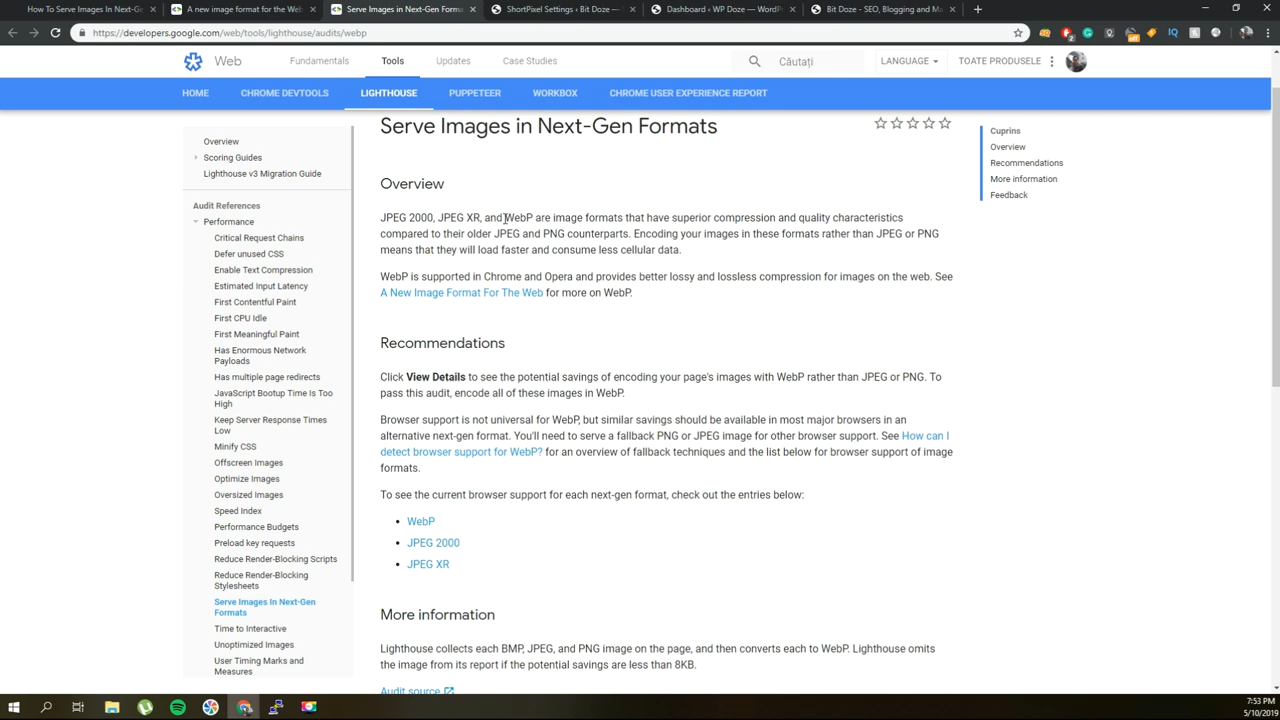 How To Serve Images In Next-Ge
A new image format for the Web
Serve Images in Next-Gen Forma
ShortPixel Settings ‹ Bit Doze —
Dashboard ‹ WP Doze — WordP
Bit Doze - SEO, Blogging and Ma
https://developers.google.com/web/tools/lighthouse/audits/webp
Web
Fundamentals
Tools
Updates
Case Studies
Căutați
LANGUAGE
TOATE PRODUSELE
HOME
CHROME DEVTOOLS
LIGHTHOUSE
PUPPETEER
WORKBOX
CHROME USER EXPERIENCE REPORT
Overview
Scoring Guides
Lighthouse v3 Migration Guide
Audit References
Performance
Critical Request Chains
Defer unused CSS
Enable Text Compression
Estimated Input Latency
First Contentful Paint
First CPU Idle
First Meaningful Paint
Has Enormous Network
Payloads
Has multiple page redirects
JavaScript Bootup Time Is Too
High
Keep Server Response Times
Low
Minify CSS
Offscreen Images
Optimize Images
Oversized Images
Speed Index
Performance Budgets
Preload key requests
Reduce Render-Blocking Scripts
Reduce Render-Blocking
Stylesheets
Serve Images In Next-Gen
Formats
Time to Interactive
Unoptimized Images
User Timing Marks and
Measures
Serve Images in Next-Gen Formats
Overview
JPEG 2000, JPEG XR, and WebP are image formats that have superior compression and quality characteristics
compared to their older JPEG and PNG counterparts. Encoding your images in these formats rather than JPEG or PNG
means that they will load faster and consume less cellular data.
WebP is supported in Chrome and Opera and provides better lossy and lossless compression for images on the web. See
A New Image Format For The Web for more on WebP.
Recommendations
Click View Details to see the potential savings of encoding your page's images with WebP rather than JPEG or PNG. To
pass this audit, encode all of these images in WebP.
Browser support is not universal for WebP, but similar savings should be available in most major browsers in an
alternative next-gen format. You'll need to serve a fallback PNG or JPEG image for other browser support. See How can I
detect browser support for WebP? for an overview of fallback techniques and the list below for browser support of image
formats.
To see the current browser support for each next-gen format, check out the entries below:
• WebP
• JPEG 2000
• JPEG XR
More information
Lighthouse collects each BMP, JPEG, and PNG image on the page, and then converts each to WebP. Lighthouse omits
the image from its report if the potential savings are less than 8KB.
Audit source
Cuprins
Overview
Recommendations
More information
Feedback
7:53 PM
5/10/2019